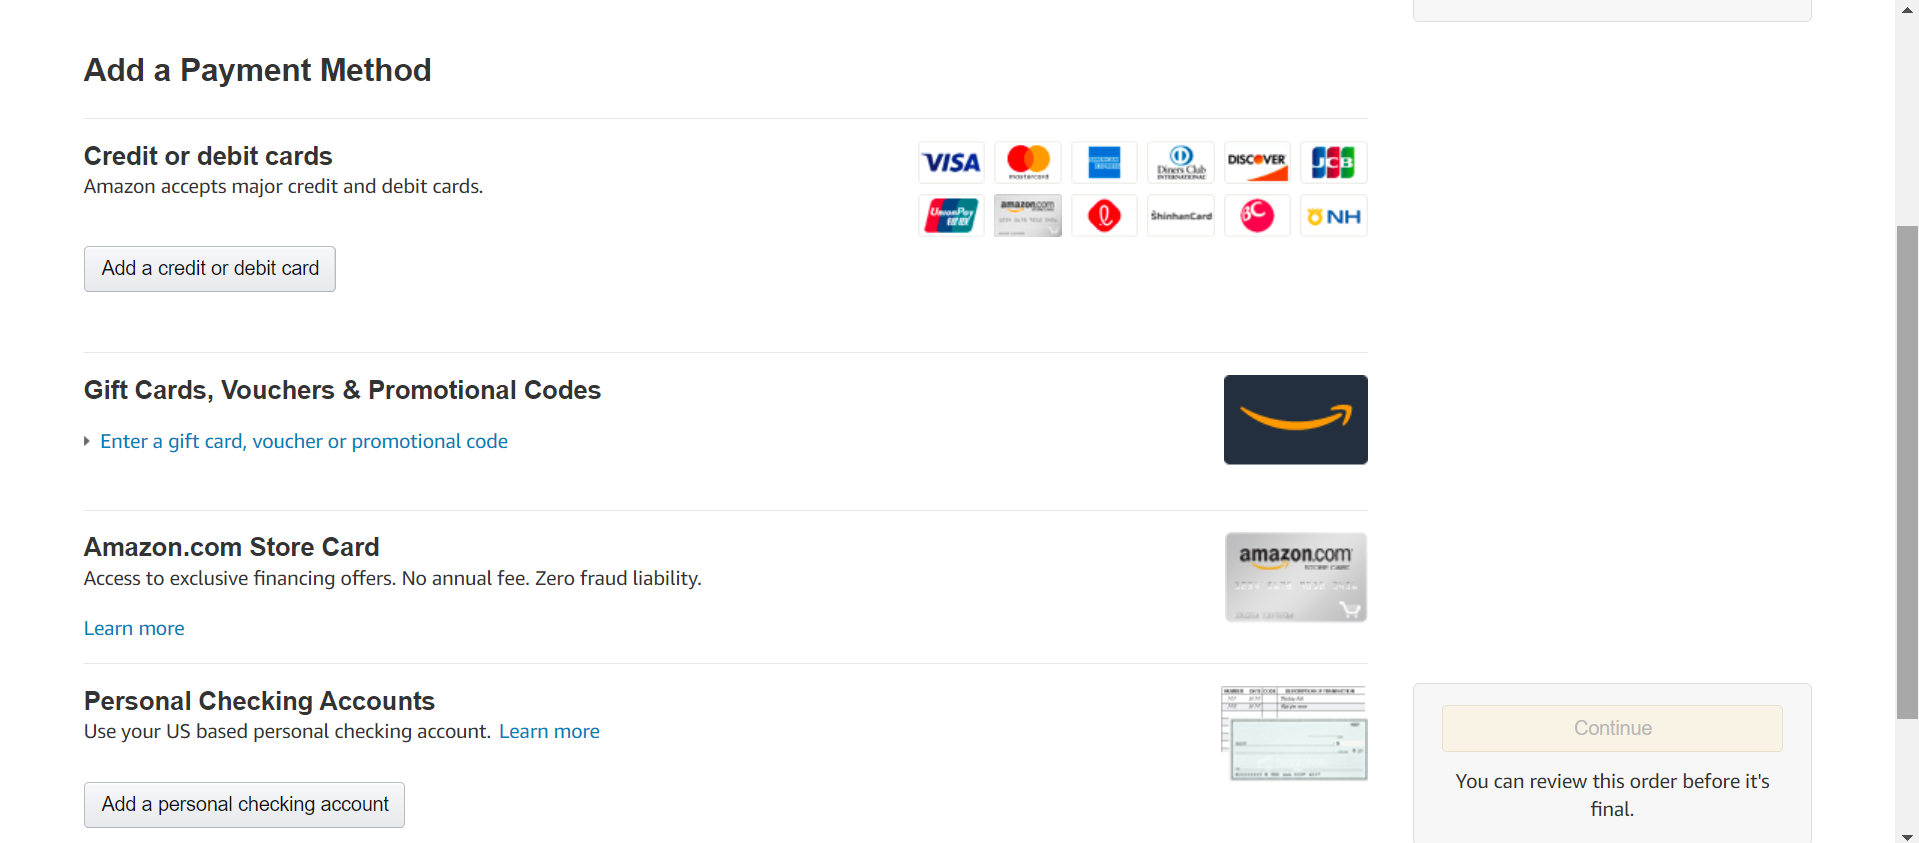 Add a Payment Method
Credit or debit cards
Amazon accepts major credit and debit cards.
VISA
mastercard
AMERICAN EXPRESS
Diners Club
INTERNATIONAL
DISCOVER
JCB
UnionPay
银联
amazon.com
ShinhanCard
BC
NH
Add a credit or debit card
Gift Cards, Vouchers & Promotional Codes
Enter a gift card, voucher or promotional code
Amazon.com Store Card
Access to exclusive financing offers. No annual fee. Zero fraud liability.
amazon.com
STORE CARD
Learn more
Personal Checking Accounts
Use your US based personal checking account. Learn more
Add a personal checking account
Continue
You can review this order before it's
final.